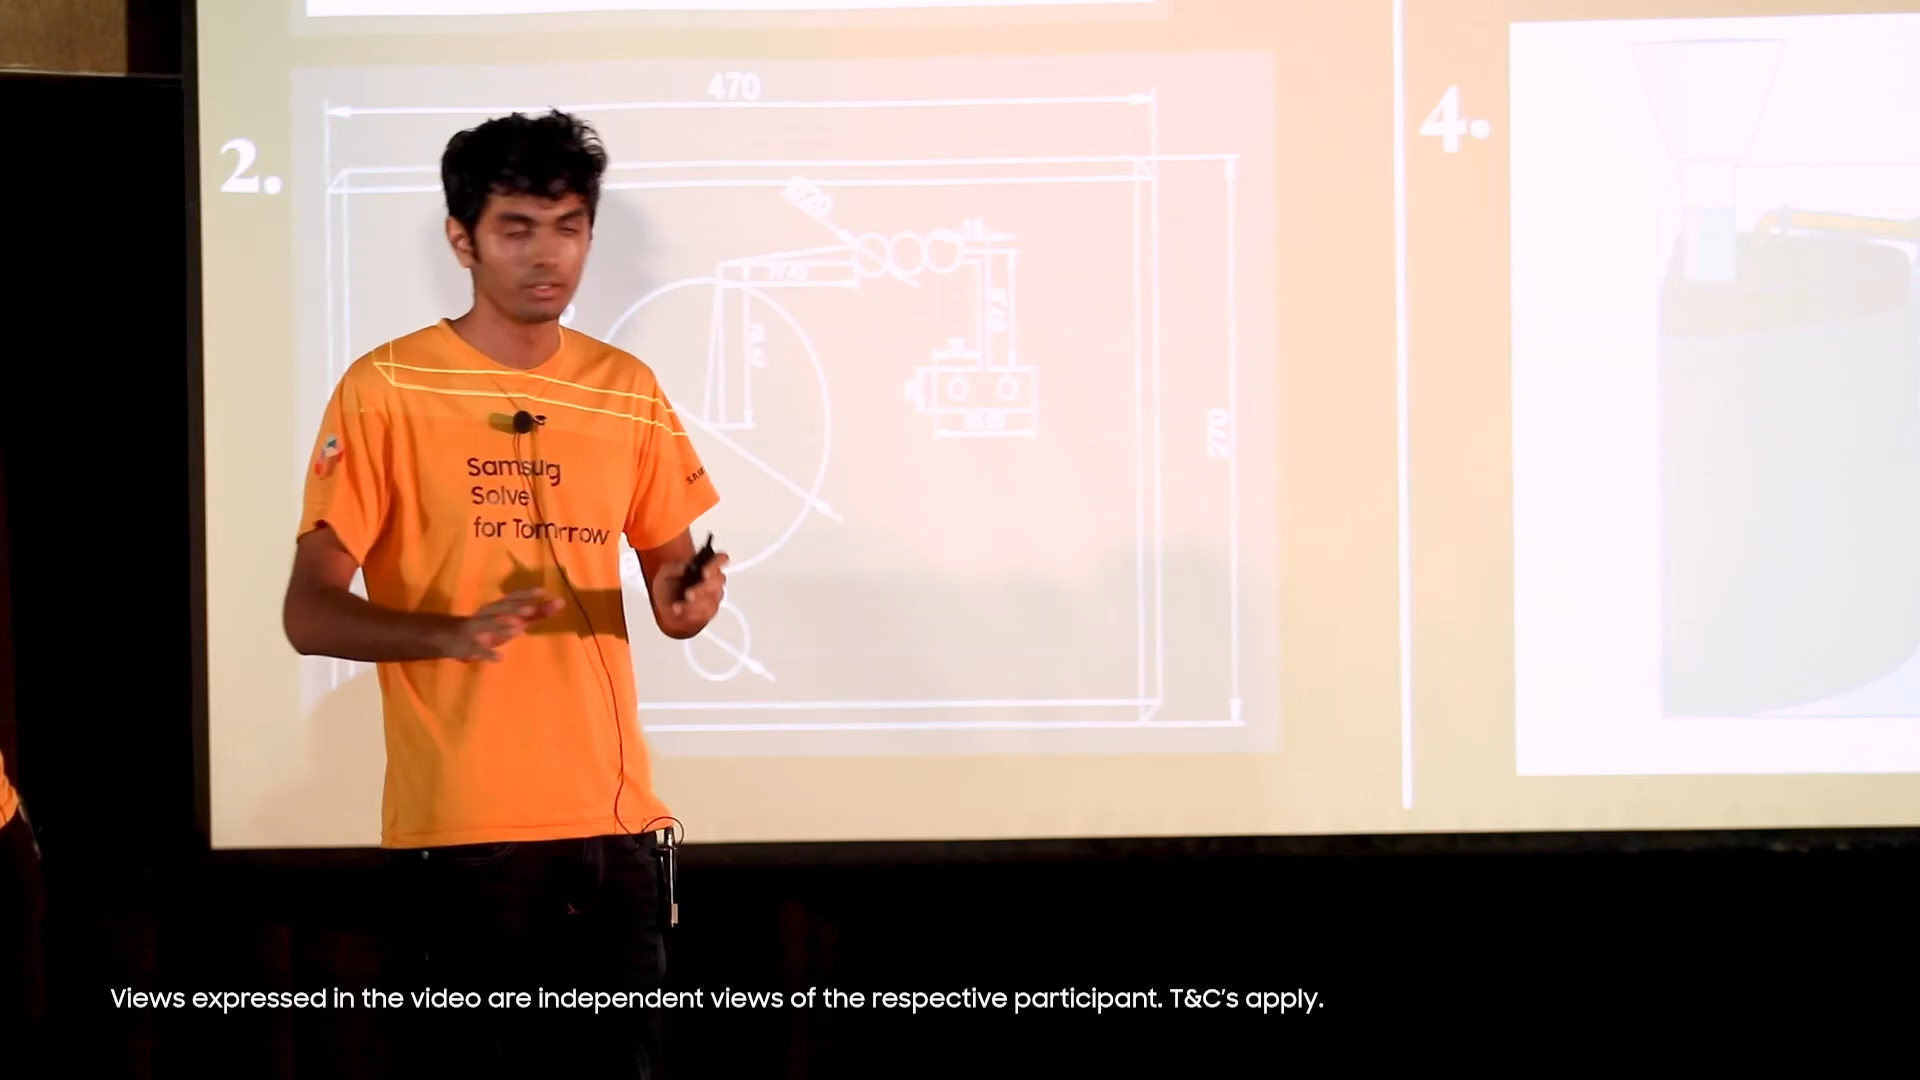 470
2.
4.
Ø20
270
Samsung
Solve
for Tomorrow
Views expressed in the video are independent views of the respective participant. T&C's apply.